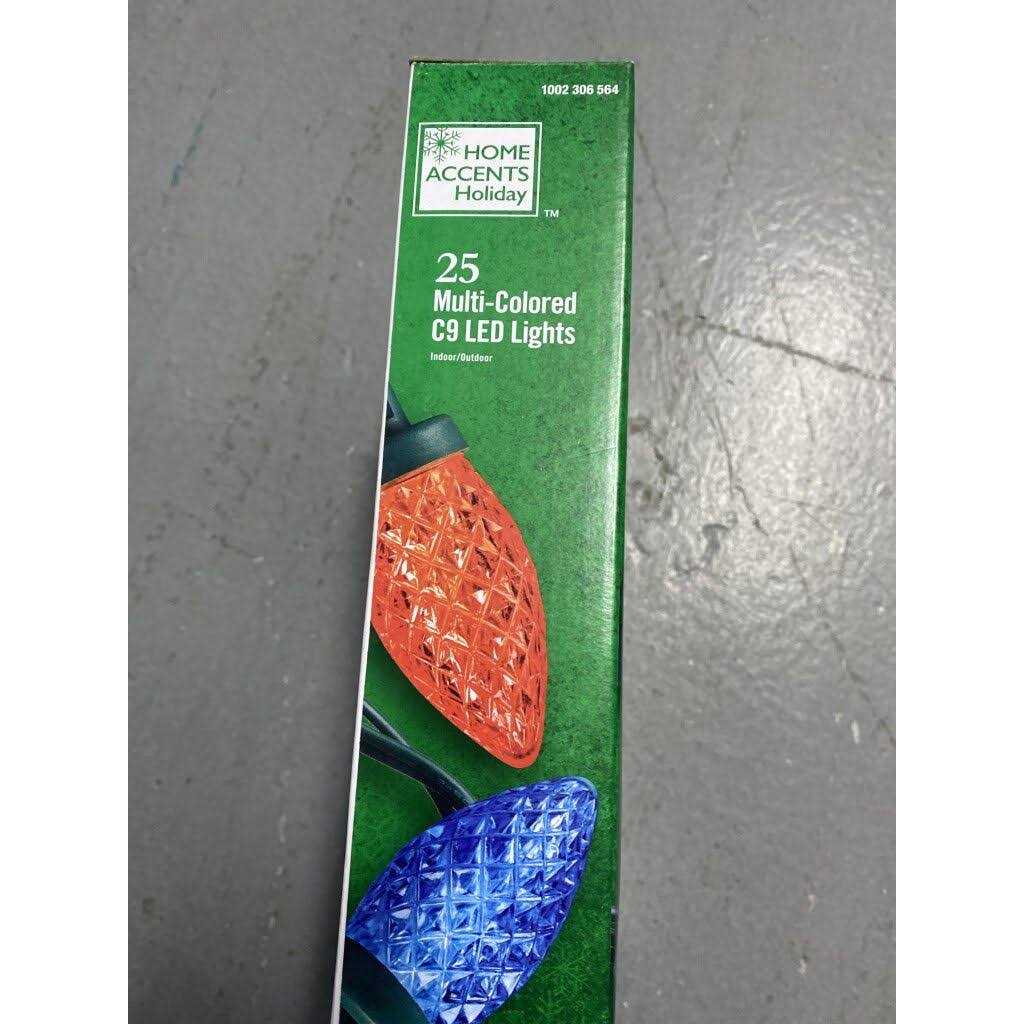 1002 306 564
HOME
ACCENTS
Holiday
TM
25
Multi-Colored
C9 LED Lights
Indoor/Outdoor